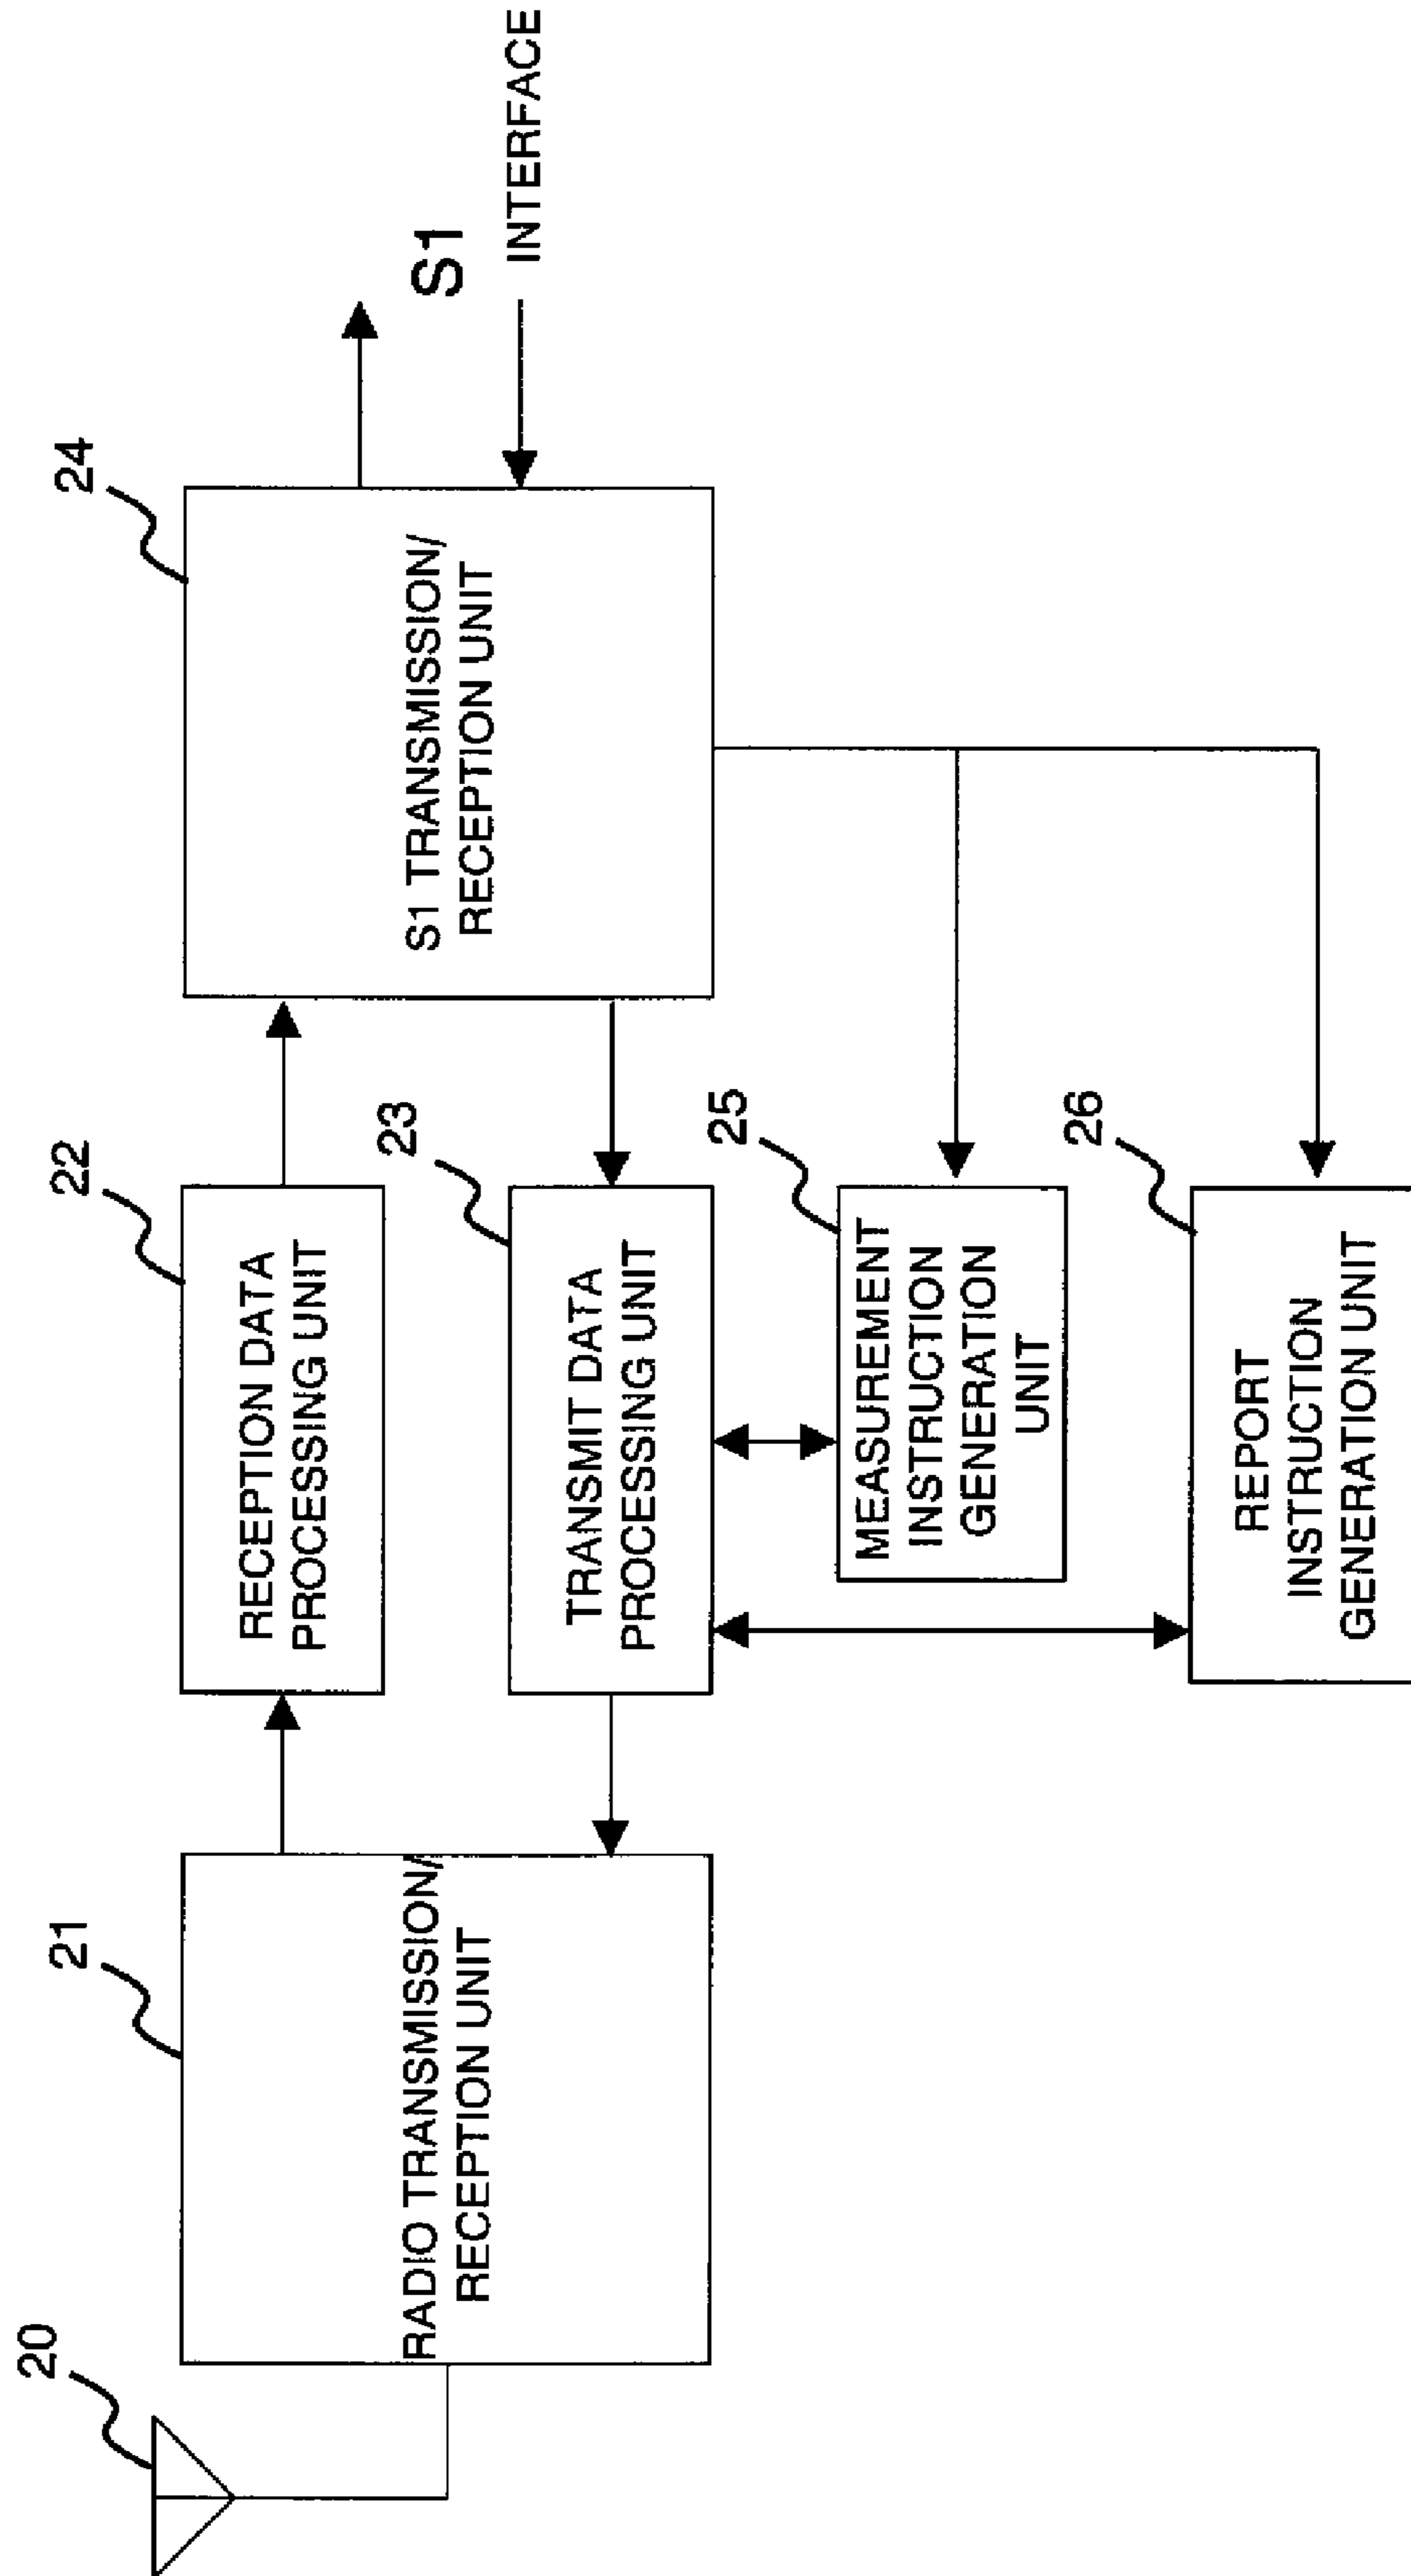 20
21
RADIO TRANSMISSION/
RECEPTION UNIT
22
RECEPTION DATA
PROCESSING UNIT
23
TRANSMIT DATA
PROCESSING UNIT
25
MEASUREMENT
INSTRUCTION
GENERATION
UNIT
26
REPORT
INSTRUCTION
GENERATION UNIT
24
S1 TRANSMISSION/
RECEPTION UNIT
S1
INTERFACE